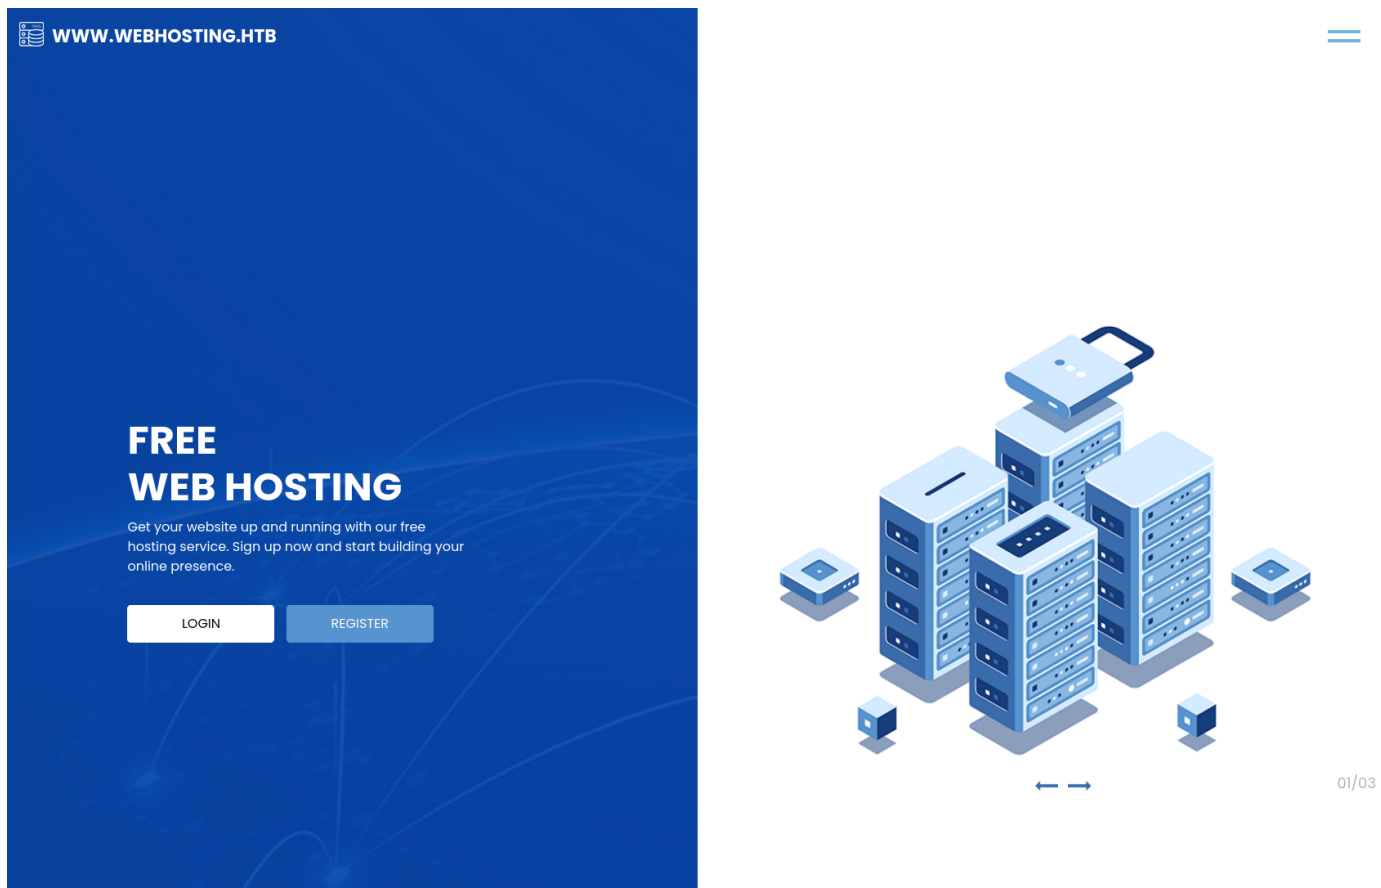 WWW.WEBHOSTING.HTB
FREE
WEB HOSTING
Get your website up and running with our free
hosting service. Sign up now and start building your
online presence.
LOGIN
REGISTER
01/03